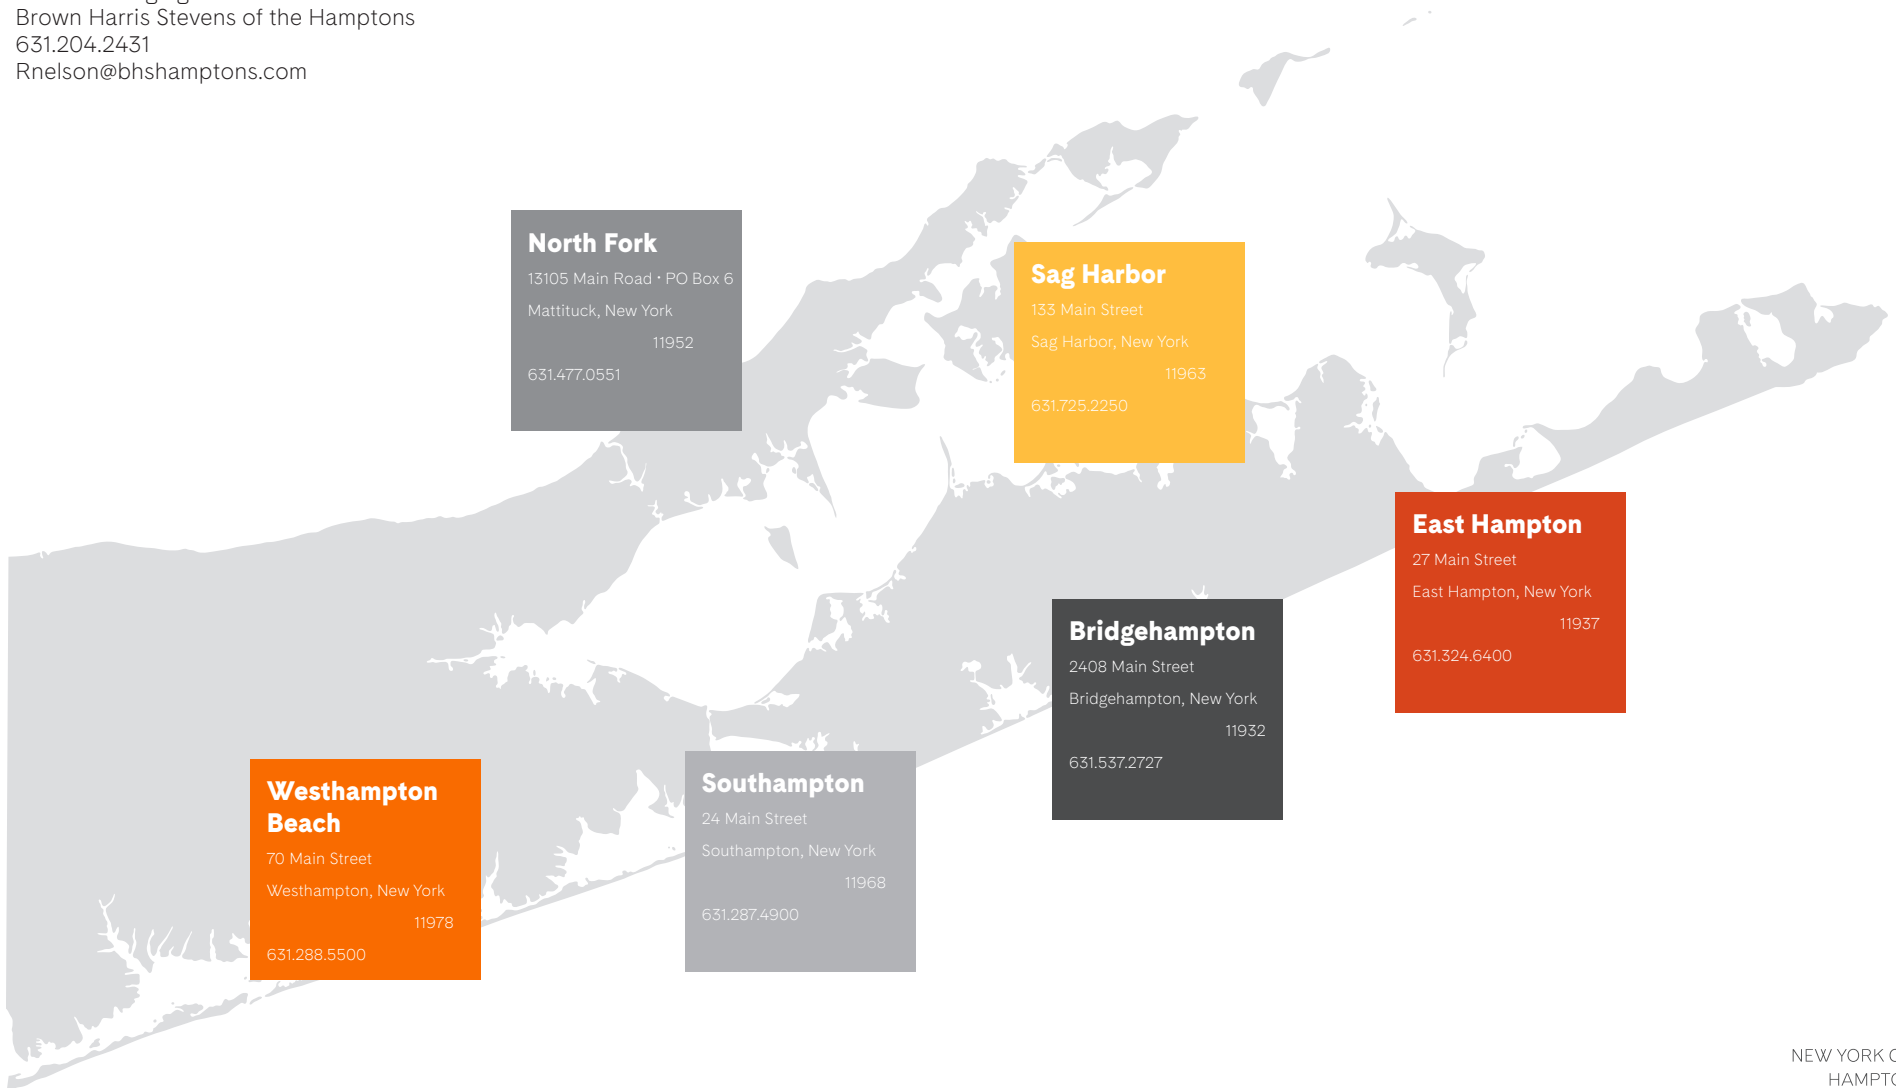 Brown Harris Stevens of the Hamptons
631.204.2431
Rnelson@bhshamptons.com
North Fork
13105 Main Road • PO Box 6
Mattituck, New York
11952
631.477.0551
Sag Harbor
133 Main Street
Sag Harbor, New York
11963
631.725.2250
East Hampton
27 Main Street
East Hampton, New York
11937
631.324.6400
Bridgehampton
2408 Main Street
Bridgehampton, New York
11932
631.537.2727
Westhampton
Beach
70 Main Street
Westhampton, New York
11978
631.288.5500
Southampton
24 Main Street
Southampton, New York
11968
631.287.4900
NEW YORK